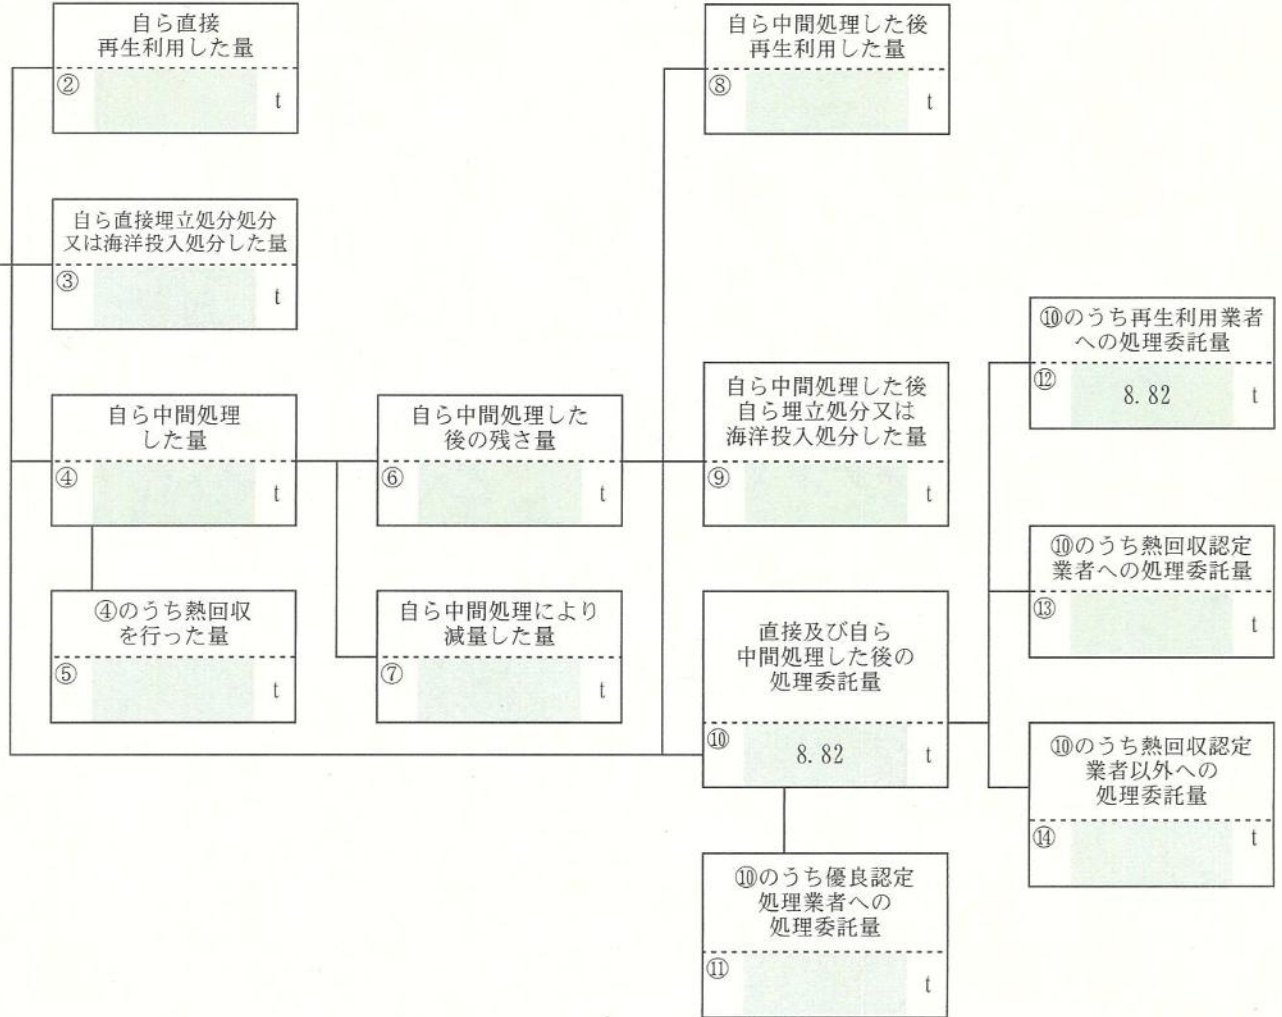 自ら直接
再生利用した量
②
t
自ら中間処理した後
再生利用した量
⑧
t
自ら直接埋立処分処分
又は海洋投入処分した量
③
t
⑩のうち再生利用業者
への処理委託量
⑫
8.82
t
自ら中間処理
した量
④
t
自ら中間処理した
後の残さ量
⑥
t
自ら中間処理した後
自ら埋立処分又は
海洋投入処分した量
⑨
t
⑩のうち熱回収認定
業者への処理委託量
⑬
t
④のうち熱回収
を行った量
⑤
t
自ら中間処理により
減量した量
⑦
t
直接及び自ら
中間処理した後の
処理委託量
⑩
8.82
t
⑩のうち熱回収認定
業者以外への
処理委託量
⑭
t
⑩のうち優良認定
処理業者への
処理委託量
⑪
t